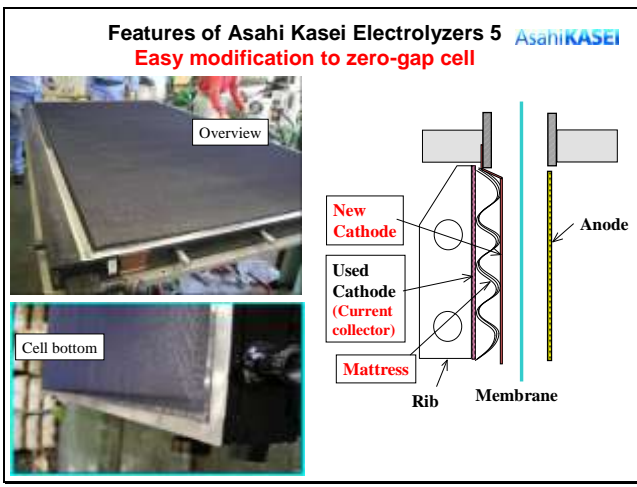 Features of Asahi Kasei Electrolyzers 5
AsahiKASEI
Easy modification to zero-gap cell
Overview
Cell bottom
New
Cathode
Used
Cathode
(Current
collector)
Mattress
Rib
Membrane
Anode